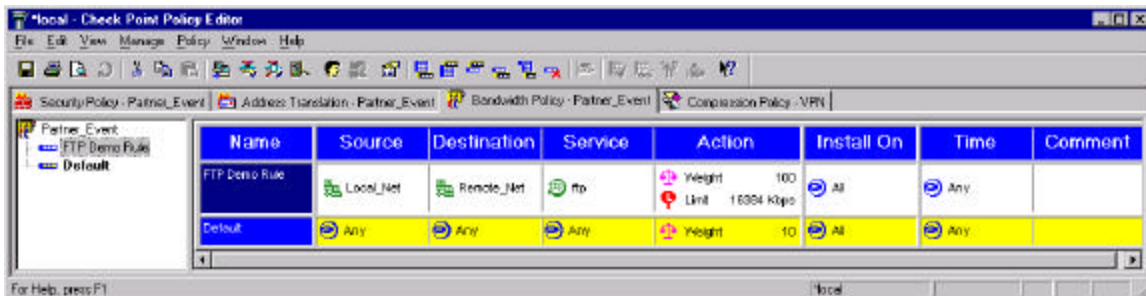 *local - Check Point Policy Editor
File Edit View Manage Policy Window Help
Security Policy - Partner_Event Address Translation - Partner_Event Bandwidth Policy - Partner_Event Compression Policy - VPN
Partner_Event
FTP Demo Rule
Default
Name Source Destination Service Action Install On Time Comment
FTP Demo Rule Local_Net Remote_Net ftp Weight 100 All Any
Limit 16384 Kbps
Default Any Any Any Weight 10 All Any
For Help, press F1 *local